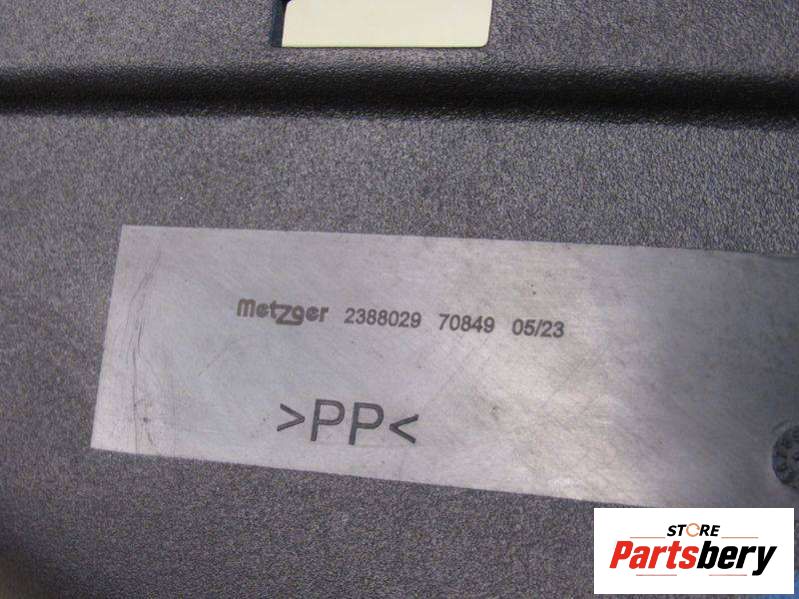 metzger 2388029 70849 05/23
>PP<
STORE
Partsbery